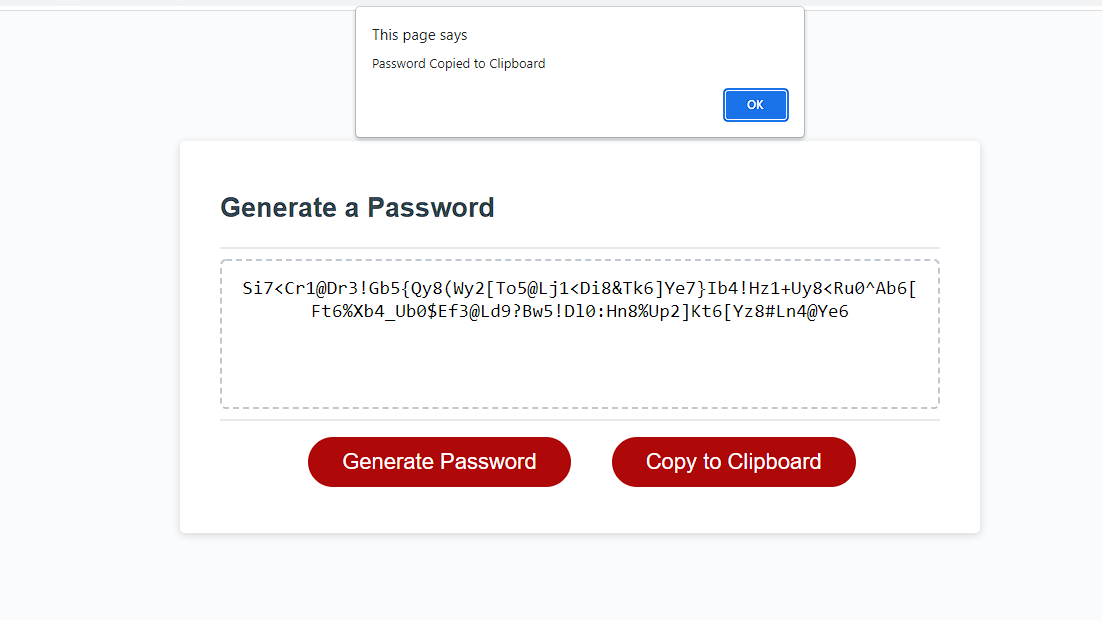 This page says
Password Copied to Clipboard
OK
Generate a Password
Si7<Cr1@Dr3!Gb5{Qy8(Wy2[To5@Lj1<Di8&Tk6]Ye7}Ib4!Hz1+Uy8<Ru0^Ab6[
Ft6%Xb4_Ub0$Ef3@Ld9?Bw5!Dl0:Hn8%Up2]Kt6[Yz8#Ln4@Ye6
Generate Password
Copy to Clipboard